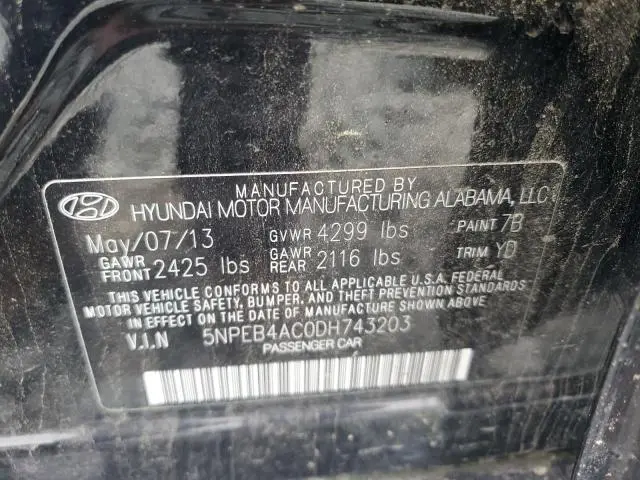 MANUFACTURED BY
HYUNDAI MOTOR MANUFACTURING ALABAMA, LLC
May/07/13 GVWR 4299 lbs PAINT 7B
GAWR FRONT 2425 lbs GAWR REAR 2116 lbs TRIM YD
THIS VEHICLE CONFORMS TO ALL APPLICABLE U.S.A. FEDERAL
MOTOR VEHICLE SAFETY, BUMPER, AND THEFT PREVENTION STANDARDS
IN EFFECT ON THE DATE OF MANUFACTURE SHOWN ABOVE.
V.I.N 5NPEB4AC0DH743203
PASSENGER CAR